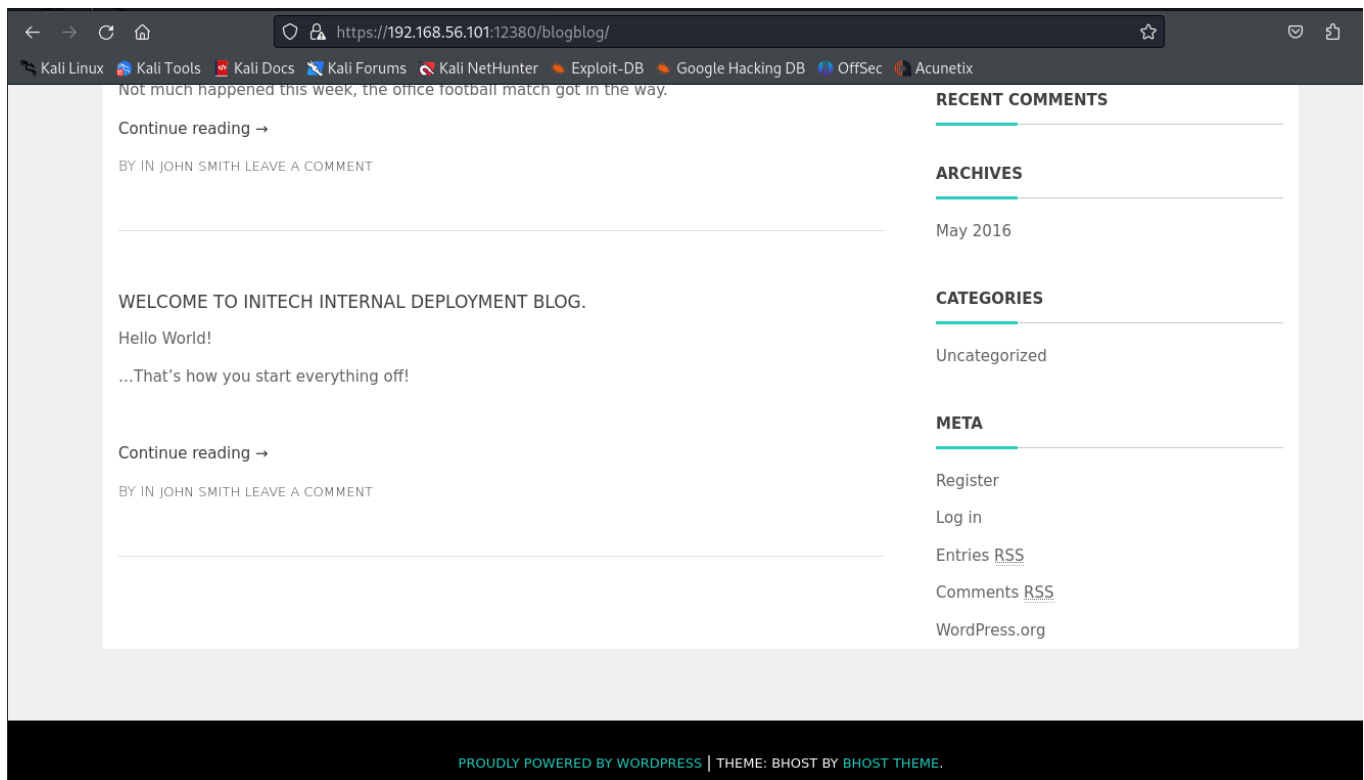 https://192.168.56.101:12380/blogblog/
Kali Linux Kali Tools Kali Docs Kali Forums Kali NetHunter Exploit-DB Google Hacking DB OffSec Acunetix
Not much happened this week, the office football match got in the way.
Continue reading →
BY IN JOHN SMITH LEAVE A COMMENT
WELCOME TO INITECH INTERNAL DEPLOYMENT BLOG.
Hello World!
…That’s how you start everything off!
Continue reading →
BY IN JOHN SMITH LEAVE A COMMENT
RECENT COMMENTS
ARCHIVES
May 2016
CATEGORIES
Uncategorized
META
Register
Log in
Entries RSS
Comments RSS
WordPress.org
PROUDLY POWERED BY WORDPRESS | THEME: BHOST BY BHOST THEME.